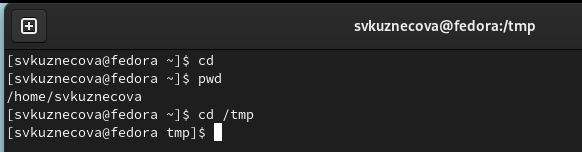 svkuznecova@fedora:/tmp
[svkuznecova@fedora ~]$ cd
[svkuznecova@fedora ~]$ pwd
/home/svkuznecova
[svkuznecova@fedora ~]$ cd /tmp
[svkuznecova@fedora tmp]$